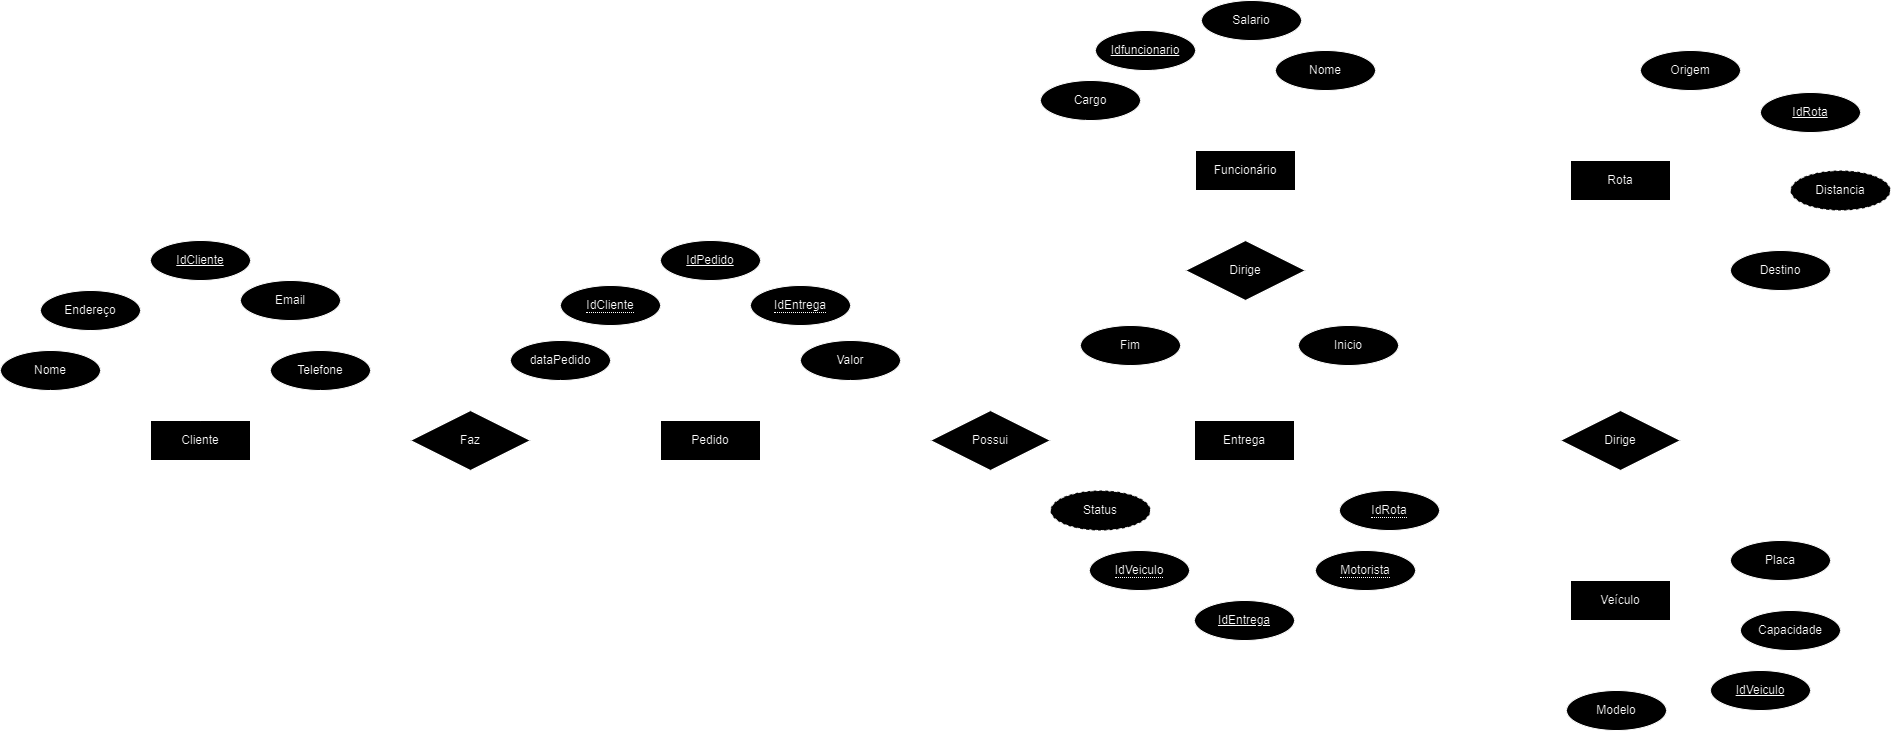 Salario
Idfuncionario
Nome
Cargo
Origem
IdRota
Funcionário
Rota
Distancia
IdCliente
Email
Endereço
Nome
Telefone
IdPedido
IdCliente
IdEntrega
dataPedido
Valor
Dirige
Destino
Fim
Inicio
Cliente
Faz
Pedido
Possui
Entrega
Dirige
Status
IdRota
IdVeiculo
Motorista
IdEntrega
Placa
Veículo
Capacidade
IdVeiculo
Modelo